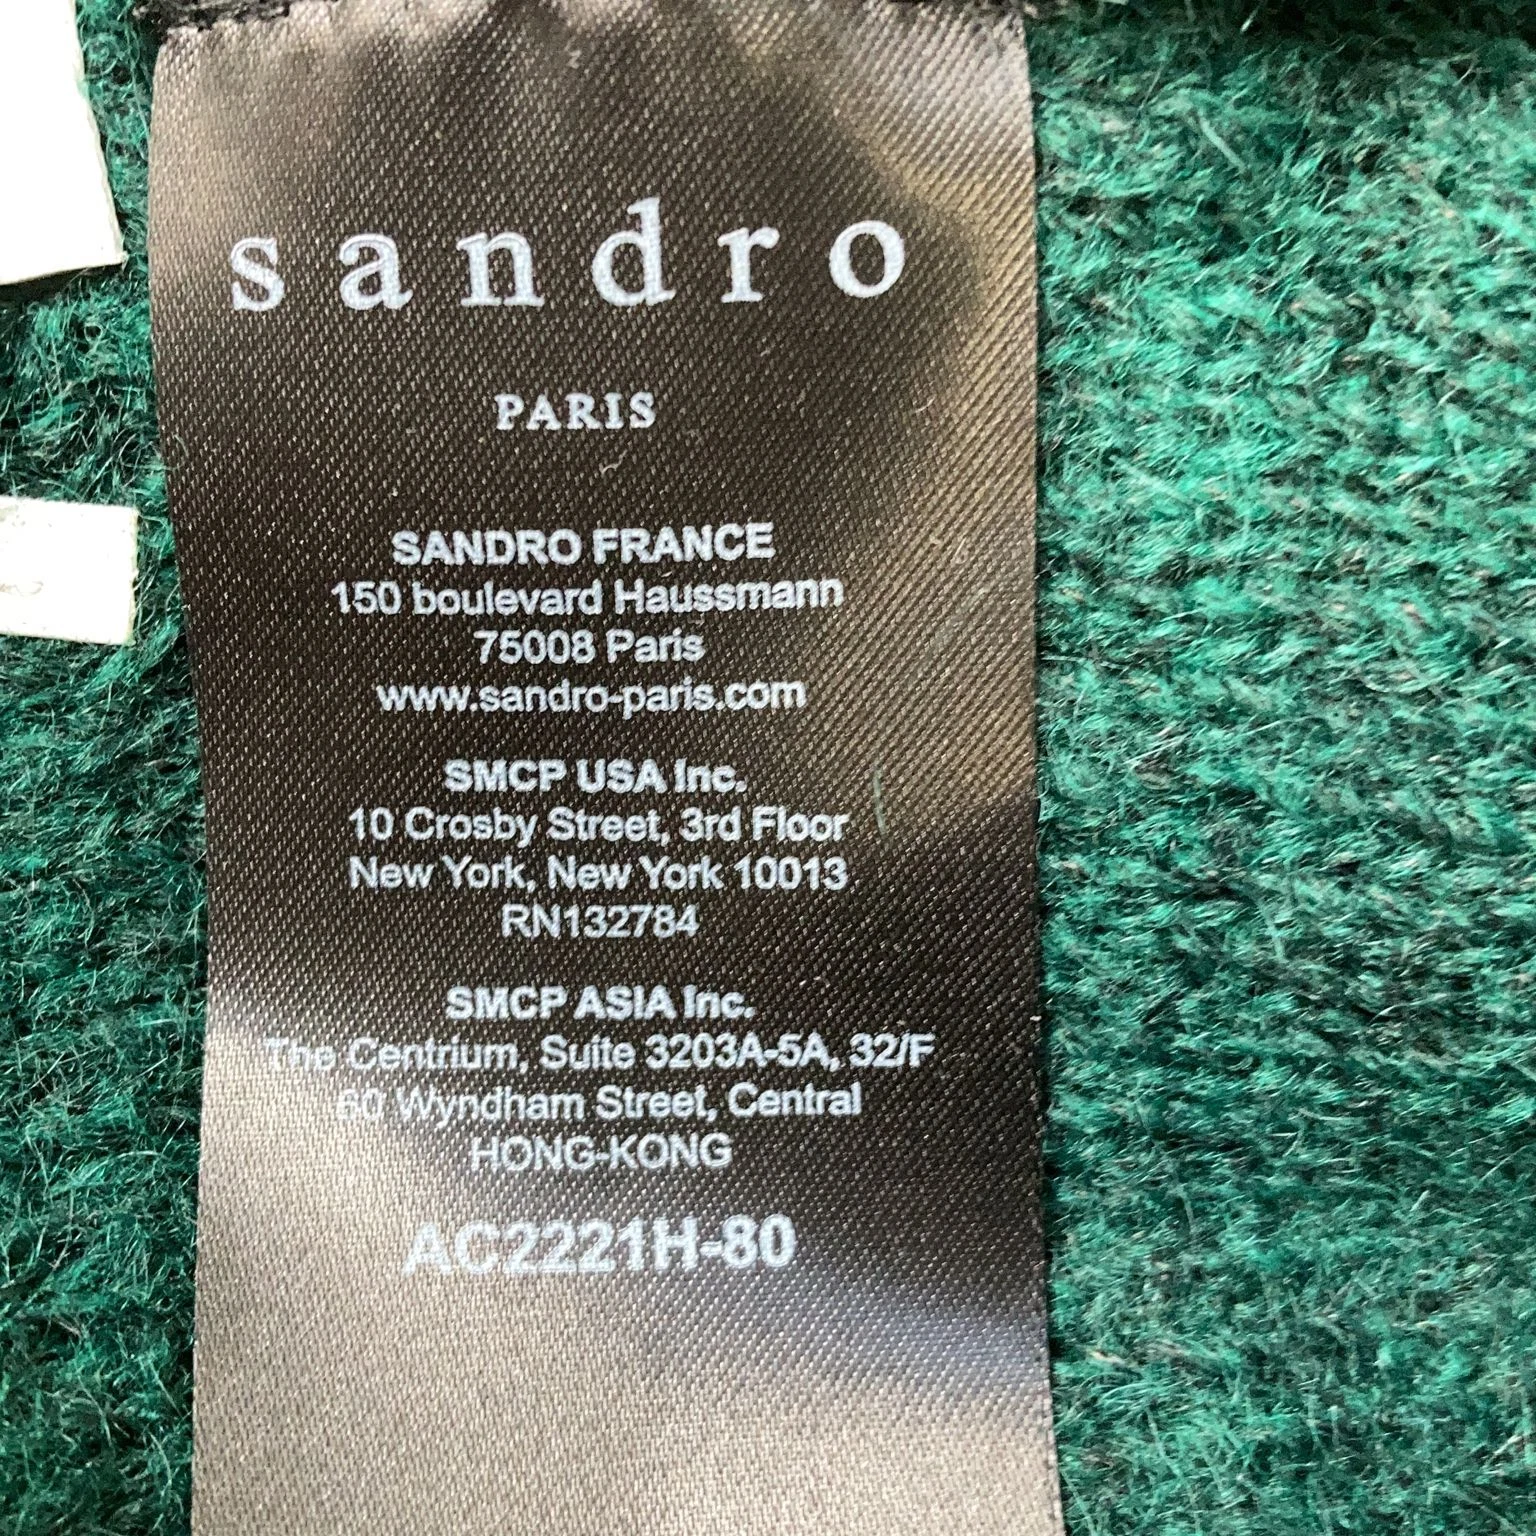 sandro
PARIS
SANDRO FRANCE
150 boulevard Haussmann
75008 Paris
www.sandro-paris.com
SMCP USA Inc.
10 Crosby Street, 3rd Floor
New York, New York 10013
RN132784
SMCP ASIA Inc.
The Centrium, Suite 3203A-5A, 32/F
60 Wyndham Street, Central
HONG-KONG
AC2221H-80